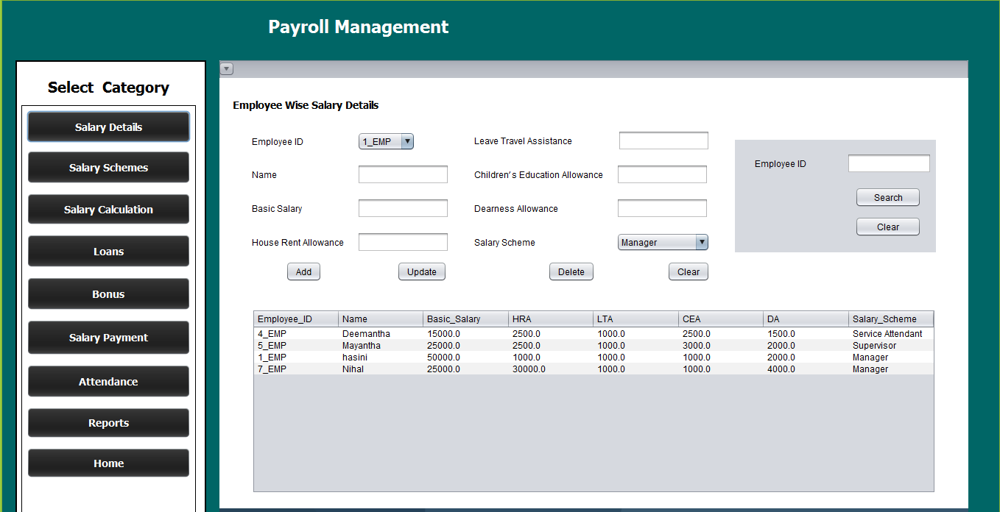 Payroll Management
Select Category
Salary Details
Salary Schemes
Salary Calculation
Loans
Bonus
Salary Payment
Attendance
Reports
Home
Employee Wise Salary Details
Employee ID 1_EMP Leave Travel Assistance
Name Children's Education Allowance
Basic Salary Dearness Allowance
House Rent Allowance Salary Scheme Manager
Add Update Delete Clear
Employee ID
Search
Clear
Employee_ID Name Basic_Salary HRA LTA CEA DA Salary_Scheme
4_EMP Deemantha 15000.0 2500.0 1000.0 2500.0 1500.0 Service Attendant
5_EMP Mayantha 25000.0 2500.0 1000.0 3000.0 2000.0 Supervisor
1_EMP hasini 50000.0 1000.0 1000.0 1000.0 2000.0 Manager
7_EMP Nihal 25000.0 30000.0 1000.0 1000.0 4000.0 Manager